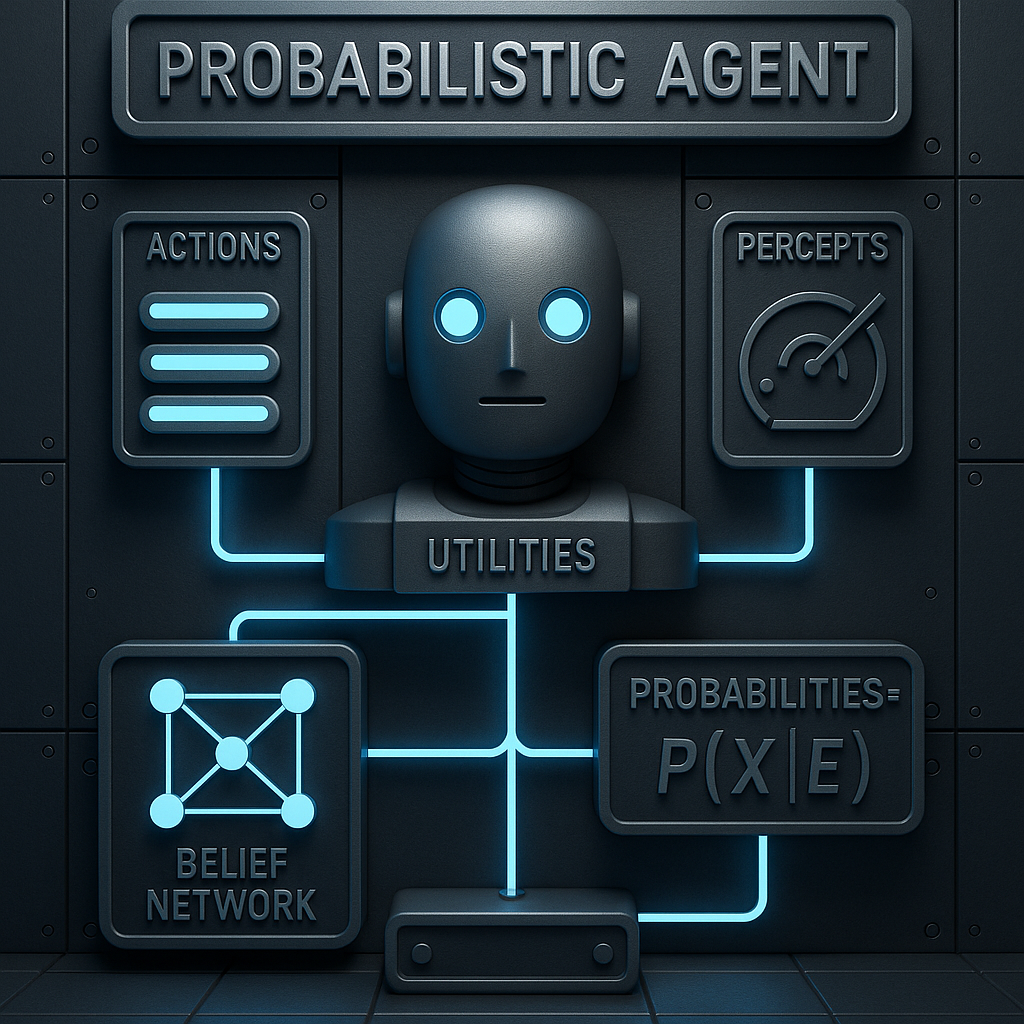 PROBABILISTIC AGENT
ACTIONS
PERCEPTS
UTILITIES
PROBABILITIES=
P(X|E)
BELIEF
NETWORK